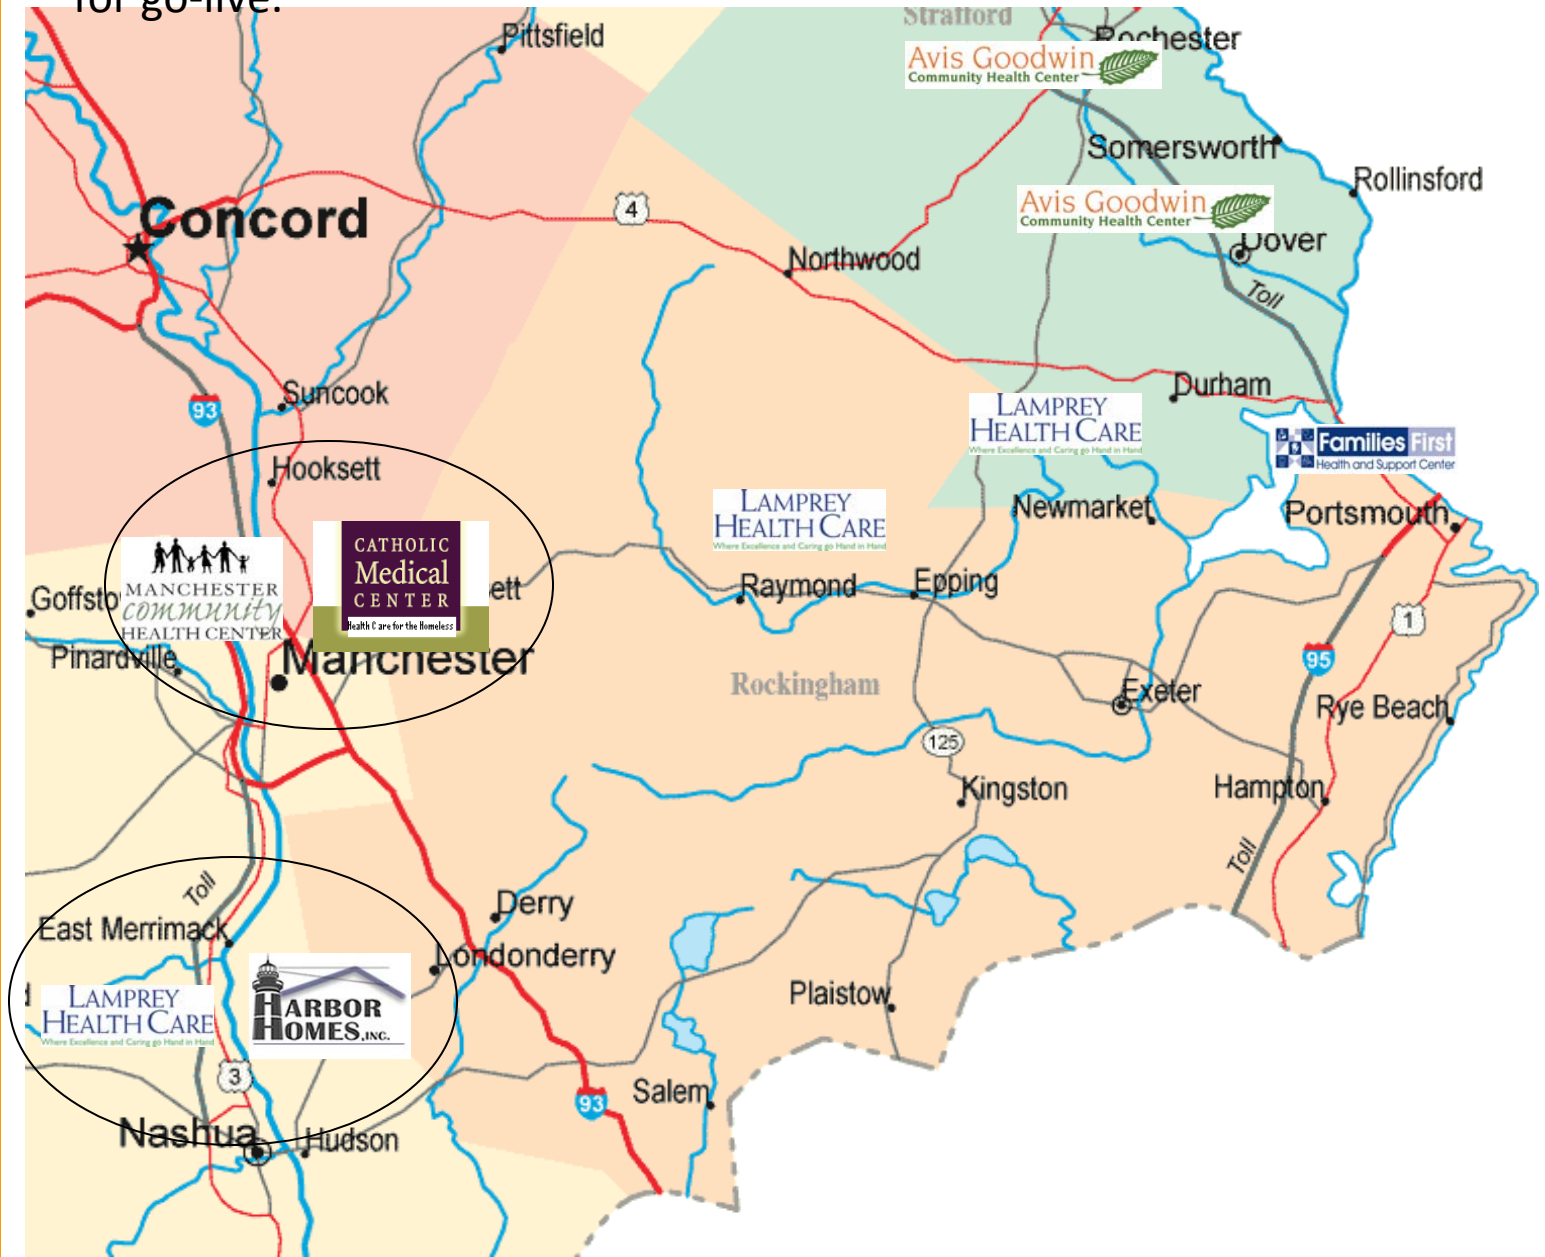 for go-live.
Strafford
Pittsfield
Rochester
Avis Goodwin
Community Health Center
Somersworth
Rollinsford
Avis Goodwin
Community Health Center
Concord
4
Dover
Northwood
Toll
Durham
Suncook
93
LAMPREY
HEALTH CARE
Where Excellence and Caring go Hand in Hand
Families First
Health and Support Center
Hooksett
LAMPREY
HEALTH CARE
Where Excellence and Caring go Hand in Hand
Newmarket
Portsmouth
CATHOLIC
Medical
CENTER
Health Care for the Homeless
MANCHESTER
community
HEALTH CENTER
Goffsto
ett
Raymond
Epping
1
Pinardville
Manchester
95
Rockingham
Exeter
Rye Beach
125
Kingston
Hampton
Toll
Toll
Derry
East Merrimack
Londonderry
HARBOR
HOMES, INC.
LAMPREY
HEALTH CARE
Where Excellence and Caring go Hand in Hand
Plaistow
3
93
Salem
Nashua
Hudson